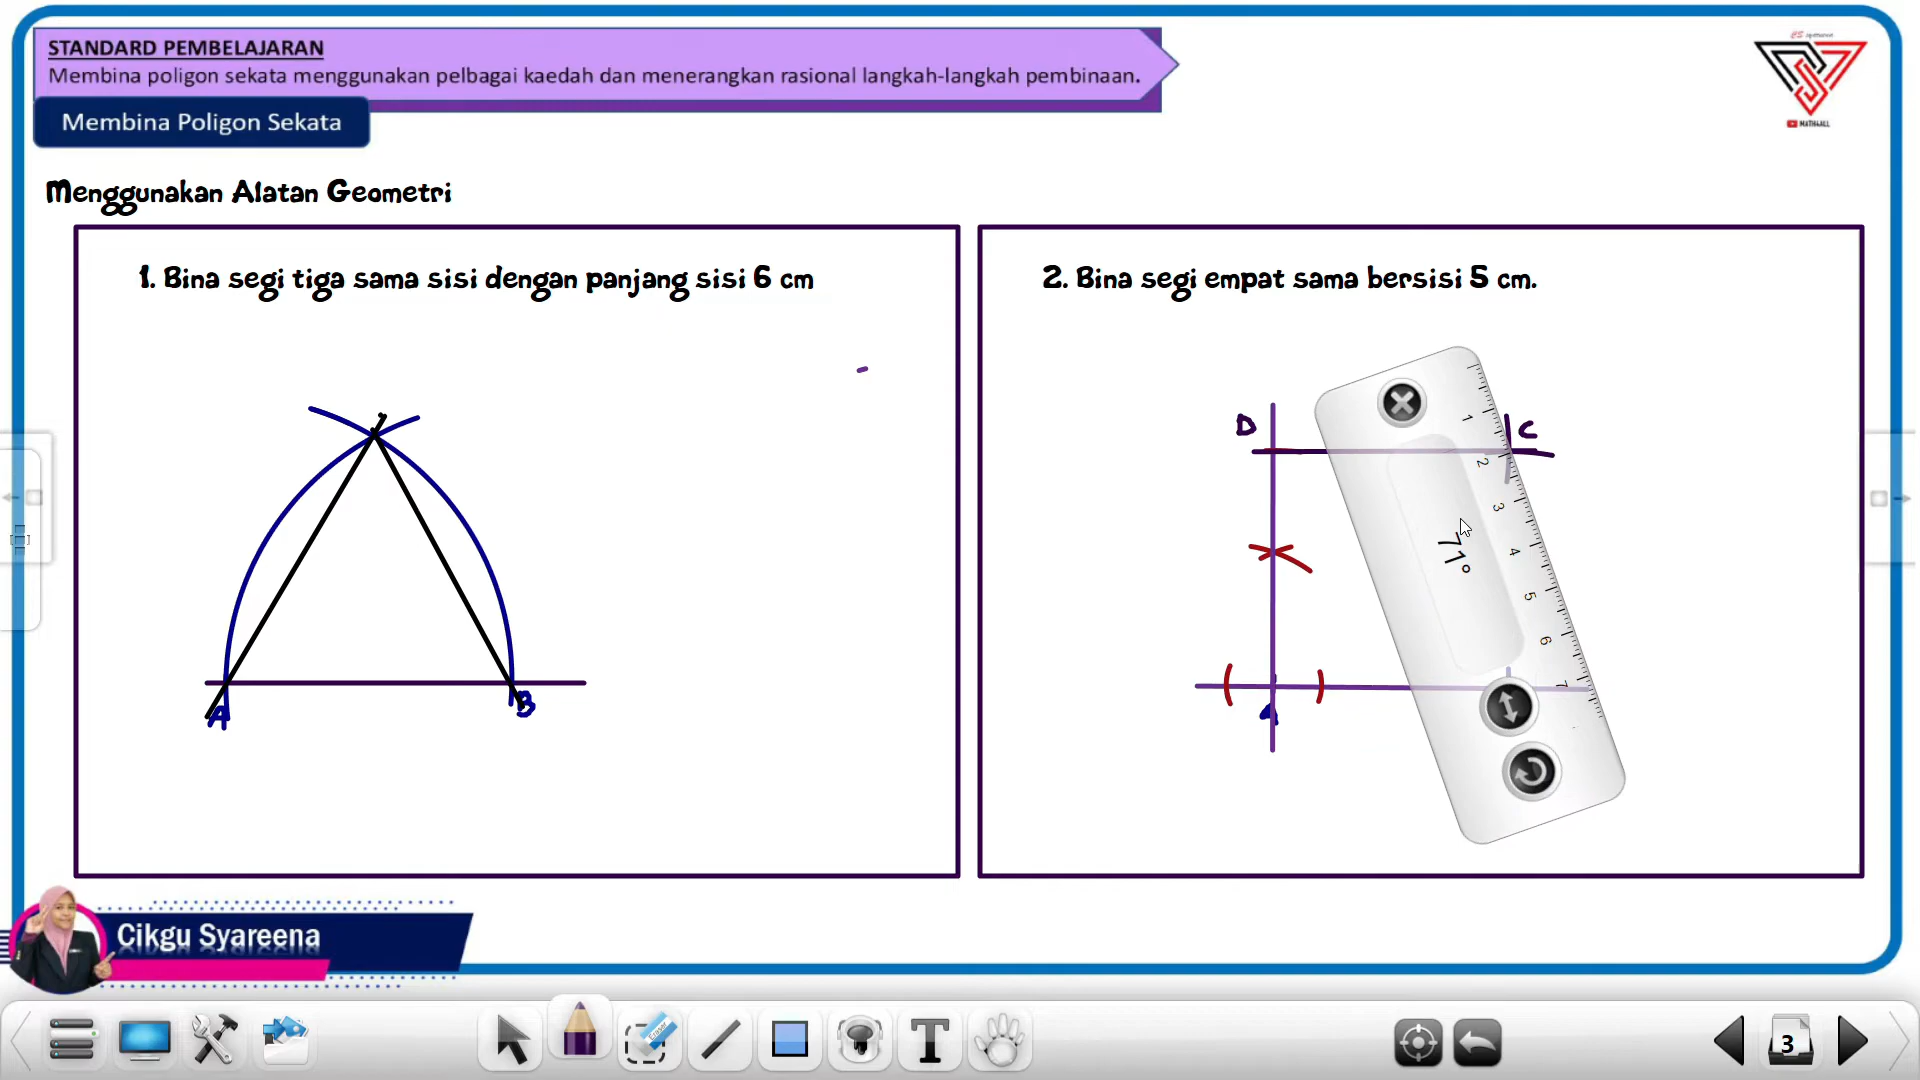 STANDARD PEMBELAJARAN
Membina poligon sekata menggunakan pelbagai kaedah dan menerangkan rasional langkah-langkah pembinaan.
Membina Poligon Sekata
MATH4ALL
Menggunakan Alatan Geometri
1. Bina segi tiga sama sisi dengan panjang sisi 6 cm
A
B
2. Bina segi empat sama bersisi 5 cm.
D
C
1
2
3
4
5
6
7
71°
Cikgu Syareena
Eraser
T
3